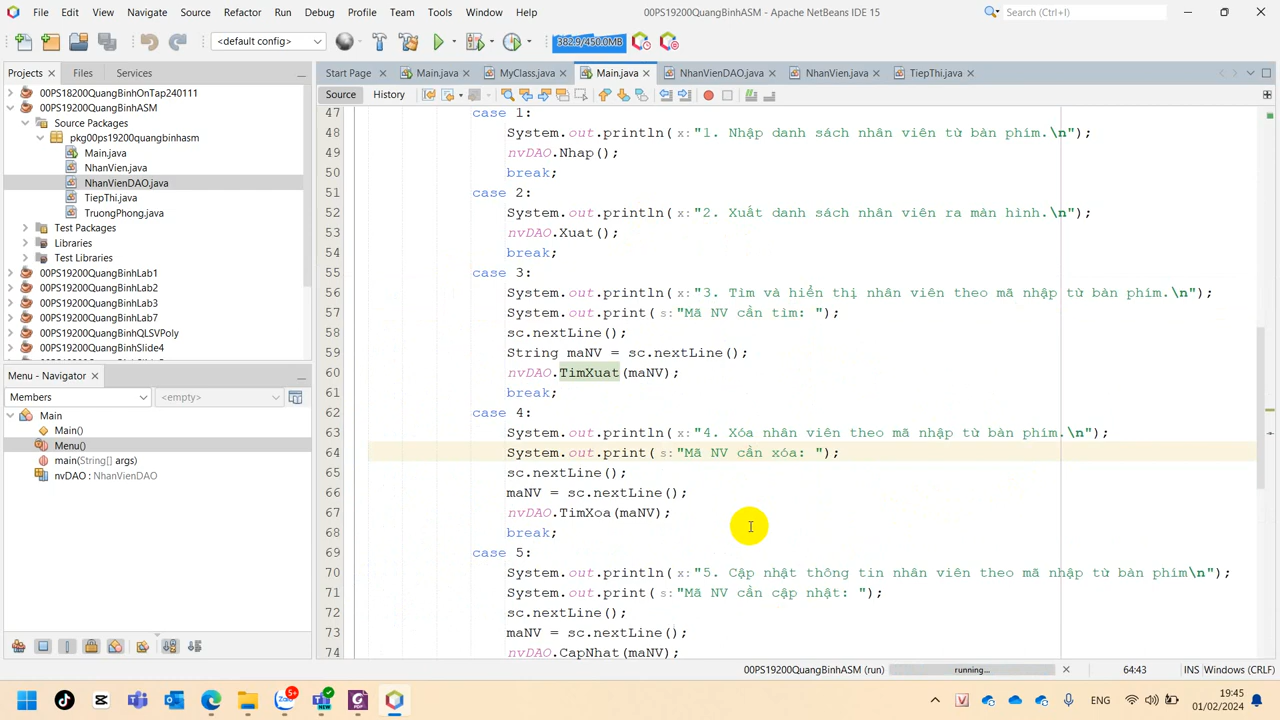 File Edit View Navigate Source Refactor Run Debug Profile Team Tools Window Help
00PS19200QuangBinhASM - Apache NetBeans IDE 15
Search (Ctrl+I)
<default config>
382.9/450.0MB
Projects Files Services
Start Page Main.java MyClass.java Main.java NhanVienDAO.java NhanVien.java TiepThi.java
Source History
00PS18200QuangBinhOnTap240111
00PS19200QuangBinhASM
Source Packages
pkg00ps19200quangbinhasm
Main.java
NhanVien.java
NhanVienDAO.java
TiepThi.java
TruongPhong.java
Test Packages
Libraries
Test Libraries
00PS19200QuangBinhLab1
00PS19200QuangBinhLab2
00PS19200QuangBinhLab3
00PS19200QuangBinhLab7
00PS19200QuangBinhQLSVPoly
00PS19200QuangBinhSlide4
Menu - Navigator
Members <empty>
Main
Main()
Menu()
main(String[] args)
nvDAO : NhanVienDAO
47 case 1:
48 System.out.println( x: "1. Nhập danh sách nhân viên từ bàn phím.\n");
49 nvDAO.Nhap();
50 break;
51 case 2:
52 System.out.println( x: "2. Xuất danh sách nhân viên ra màn hình.\n");
53 nvDAO.Xuat();
54 break;
55 case 3:
56 System.out.println( x: "3. Tìm và hiển thị nhân viên theo mã nhập từ bàn phím.\n");
57 System.out.print( s: "Mã NV cần tìm: ");
58 sc.nextLine();
59 String maNV = sc.nextLine();
60 nvDAO.TimXuat(maNV);
61 break;
62 case 4:
63 System.out.println( x: "4. Xóa nhân viên theo mã nhập từ bàn phím.\n");
64 System.out.print( s: "Mã NV cần xóa: ");
65 sc.nextLine();
66 maNV = sc.nextLine();
67 nvDAO.TimXoa(maNV);
68 break;
69 case 5:
70 System.out.println( x: "5. Cập nhật thông tin nhân viên theo mã nhập từ bàn phím\n");
71 System.out.print( s: "Mã NV cần cập nhật: ");
72 sc.nextLine();
73 maNV = sc.nextLine();
74 nvDAO.CapNhat(maNV);
00PS19200QuangBinhASM (run) running... 64:43 INS Windows (CRLF)
5+
NEW
ENG
19:45
01/02/2024